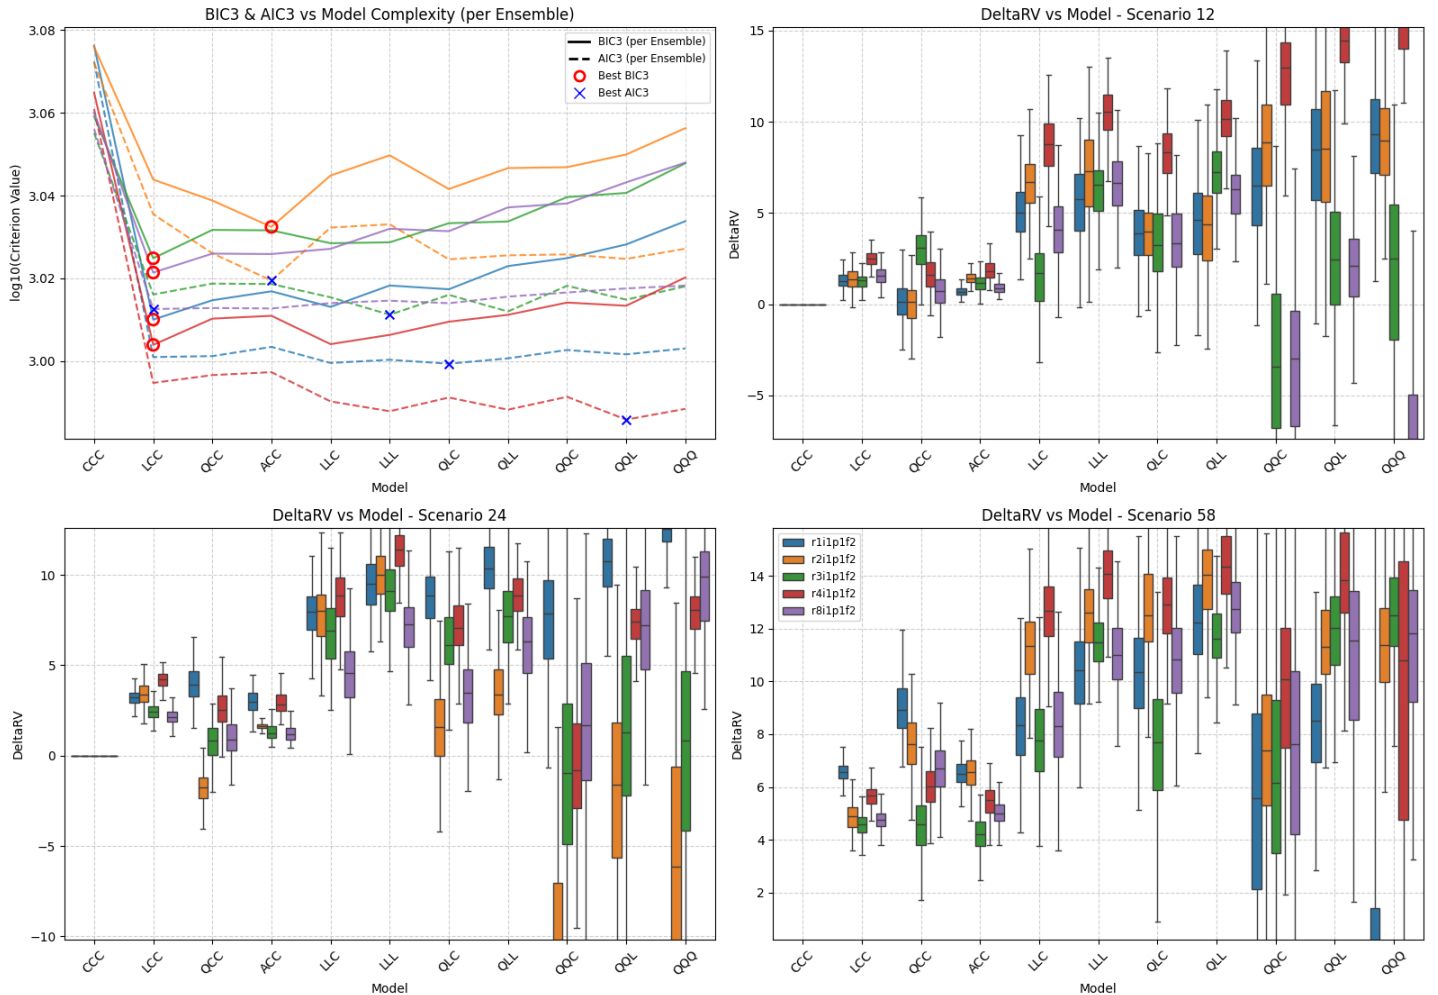 BIC3 & AIC3 vs Model Complexity (per Ensemble)
3.08
3.06
3.04
3.02
3.00
log10(Criterion Value)
BIC3 (per Ensemble)
AIC3 (per Ensemble)
Best BIC3
Best AIC3
CCC LCC QCC ACC LLC LLL QLC QLL QQC QQL QQQ
Model
DeltaRV vs Model - Scenario 12
15
10
5
0
−5
DeltaRV
CCC LCC QCC ACC LLC LLL QLC QLL QQC QQL QQQ
Model
DeltaRV vs Model - Scenario 24
10
5
0
−5
−10
DeltaRV
CCC LCC QCC ACC LLC LLL QLC QLL QQC QQL QQQ
Model
DeltaRV vs Model - Scenario 58
14
12
10
8
6
4
2
DeltaRV
r1i1p1f2
r2i1p1f2
r3i1p1f2
r4i1p1f2
r8i1p1f2
CCC LCC QCC ACC LLC LLL QLC QLL QQC QQL QQQ
Model